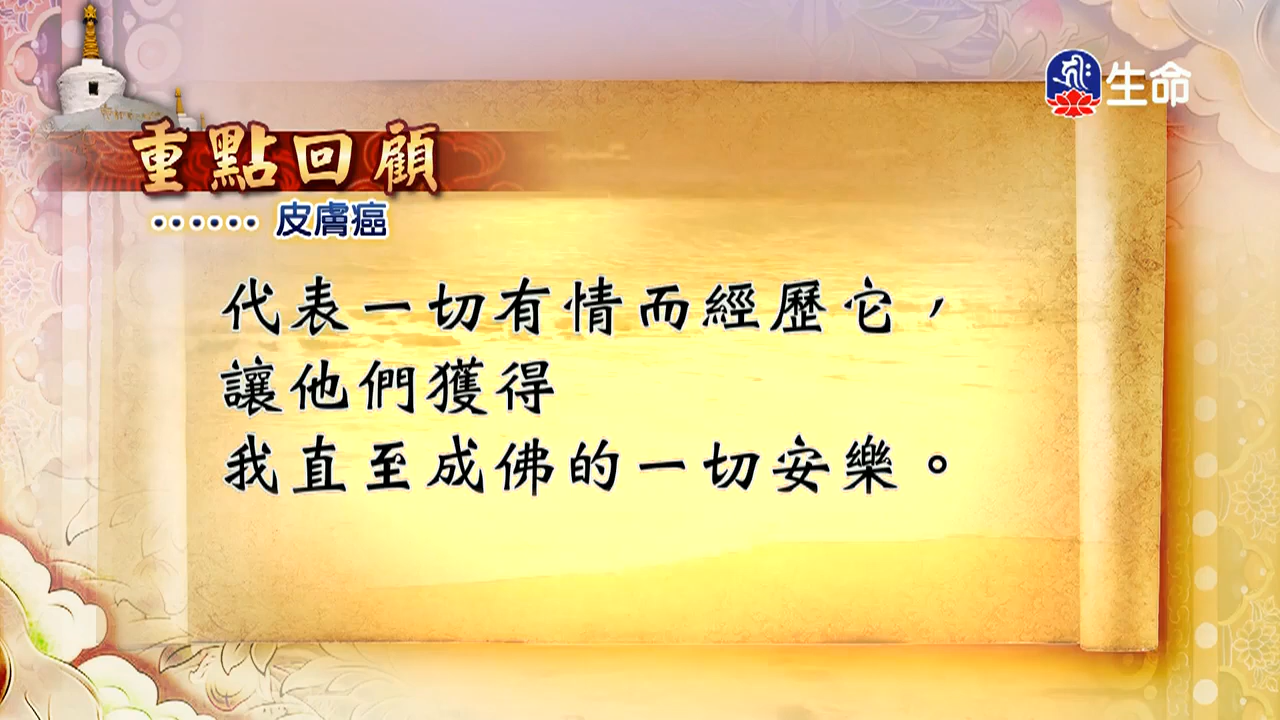 生命
重點回顧
……皮膚癌
代表一切有情而經歷它，
讓他們獲得
我直至成佛的一切安樂。